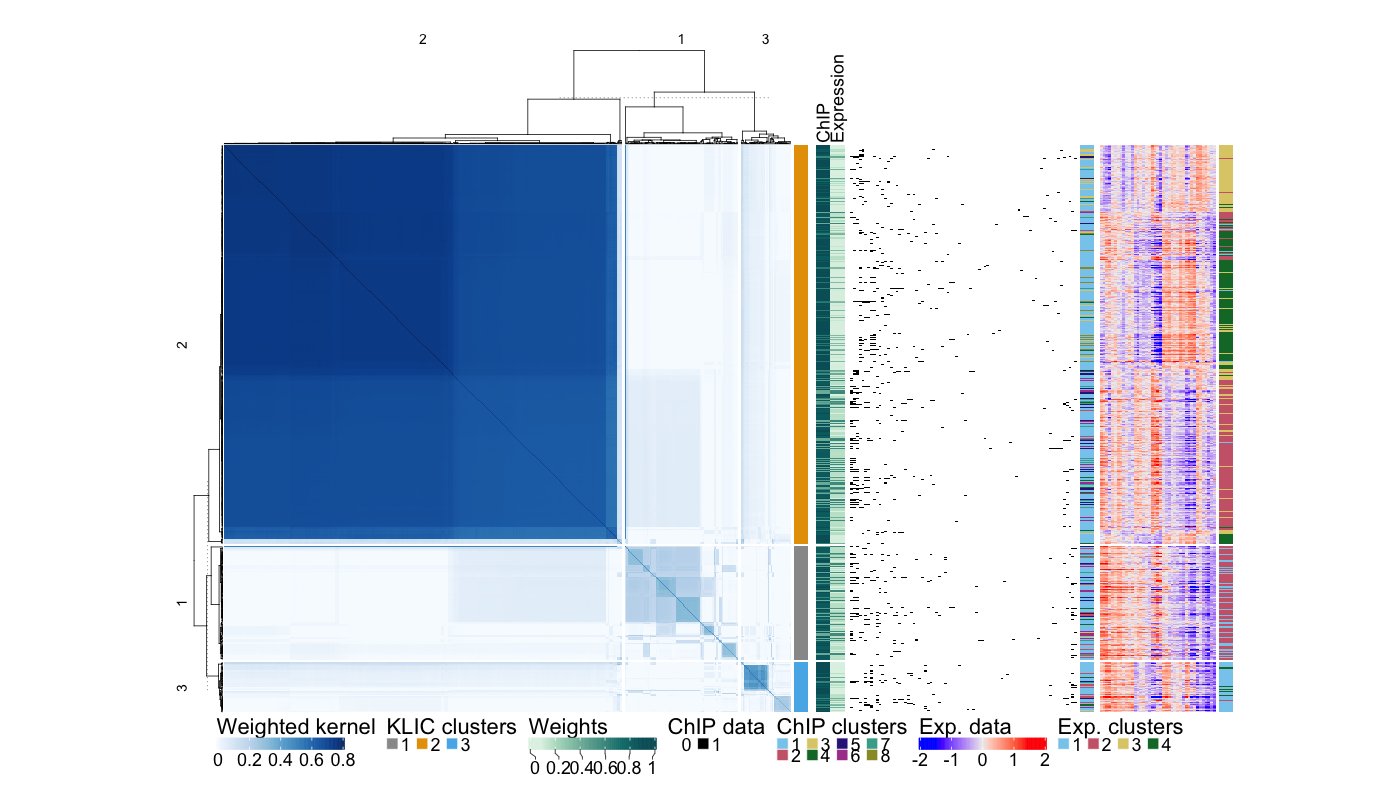 2 1 3
ChIP
Expression
2
1
3
Weighted kernel KLIC clusters Weights ChIP data ChIP clusters Exp. data Exp. clusters
0 0.2 0.4 0.6 0.8
1 2 3
0 0.2 0.4 0.6 0.8 1
0 1
1 3 5 7
2 4 6 8
-2 -1 0 1 2
1 2 3 4